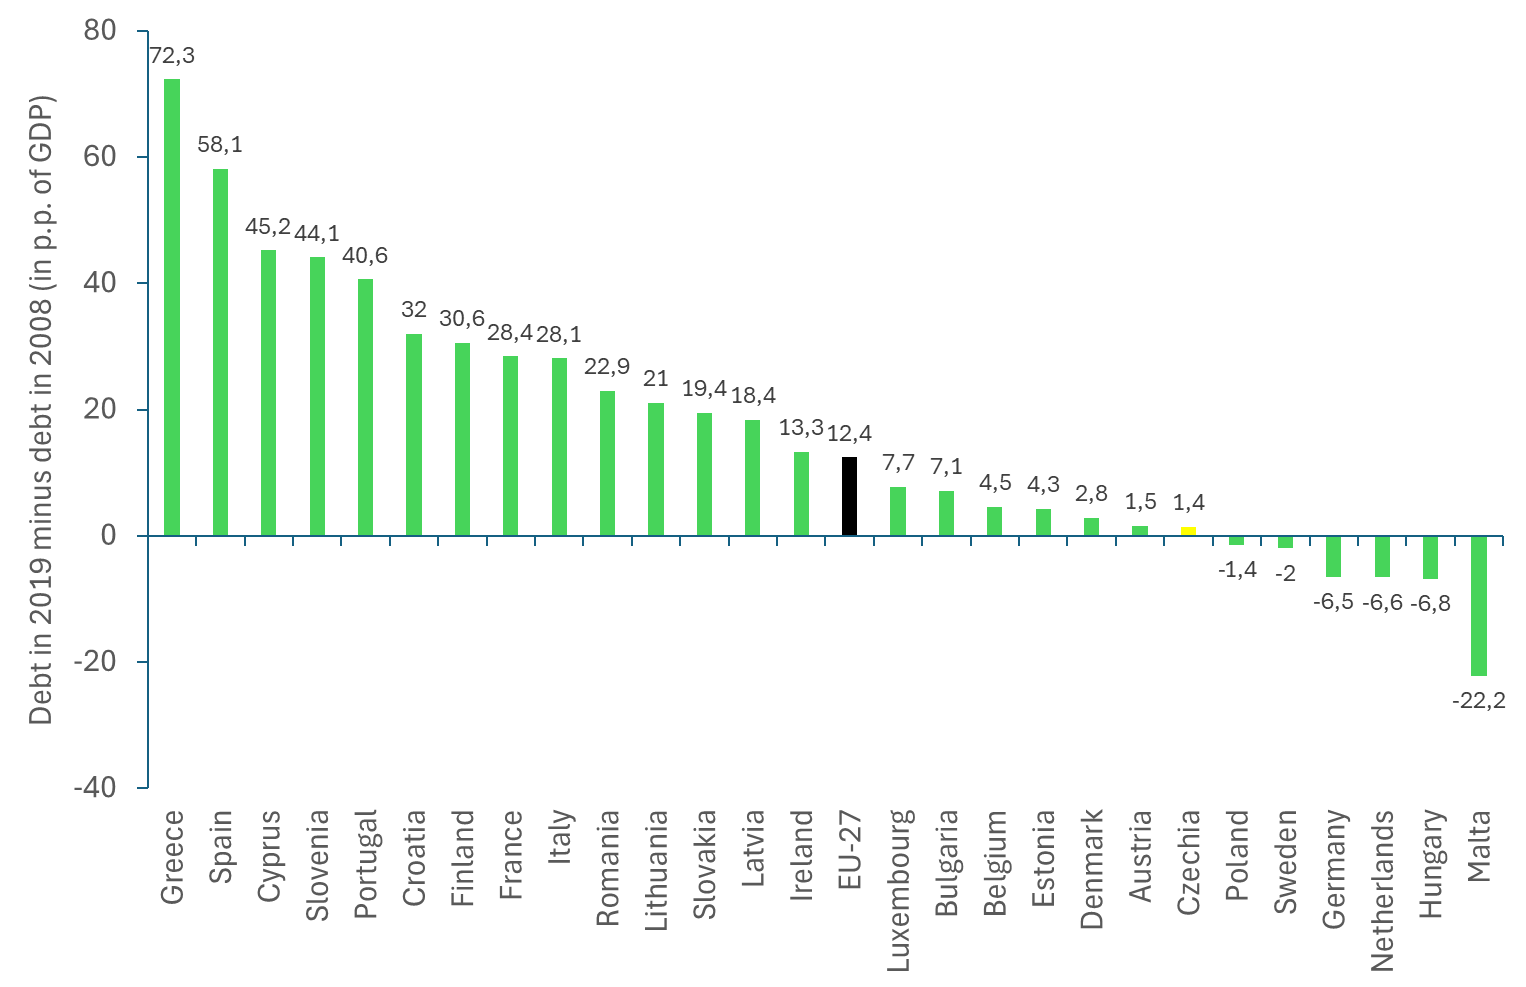 Debt in 2019 minus debt in 2008 (in p.p. of GDP)
80
60
40
20
0
-20
-40
72,3
58,1
45,2
44,1
40,6
32
30,6
28,4
28,1
22,9
21
19,4
18,4
13,3
12,4
7,7
7,1
4,5
4,3
2,8
1,5
1,4
-1,4
-2
-6,5
-6,6
-6,8
-22,2
Greece
Spain
Cyprus
Slovenia
Portugal
Croatia
Finland
France
Italy
Romania
Lithuania
Slovakia
Latvia
Ireland
EU-27
Luxembourg
Bulgaria
Belgium
Estonia
Denmark
Austria
Czechia
Poland
Sweden
Germany
Netherlands
Hungary
Malta